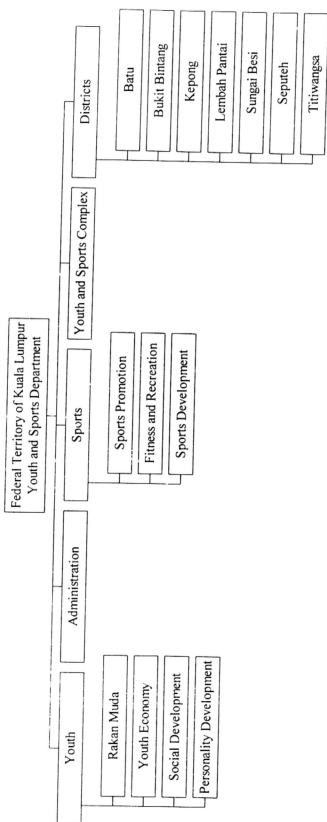 Federal Territory of Kuala Lumpur
Youth and Sports Department
Youth
Administration
Sports
Youth and Sports Complex
Districts
Rakan Muda
Youth Economy
Social Development
Personality Development
Sports Promotion
Fitness and Recreation
Sports Development
Batu
Bukit Bintang
Kepong
Lembah Pantai
Sungai Besi
Seputeh
Titiwangsa